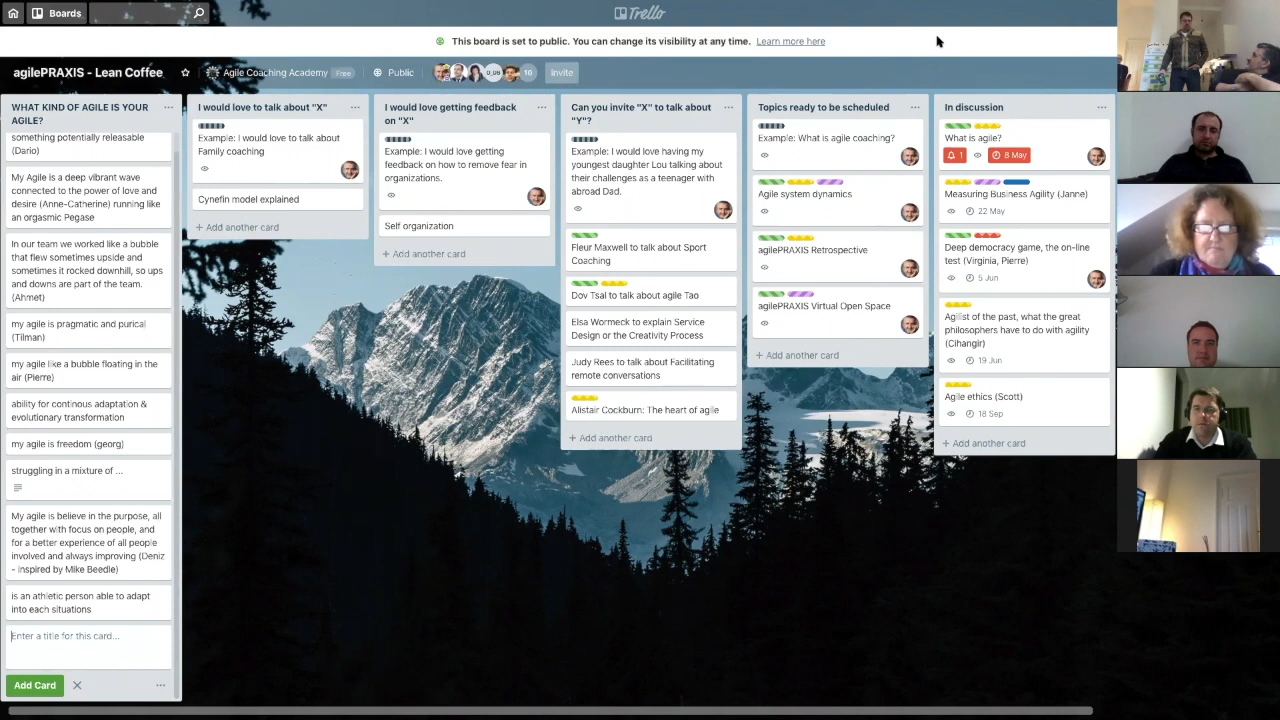 Boards
Trello
This board is set to public. You can change its visibility at any time. Learn more here
agilePRAXIS - Lean Coffee
Agile Coaching Academy Free
Public
10
Invite
WHAT KIND OF AGILE IS YOUR
AGILE?
something potentially releasable
(Dario)
My Agile is a deep vibrant wave
connected to the power of love and
desire (Anne-Catherine) running like
an orgasmic Pegase
In our team we worked like a bubble
that flew sometimes upside and
sometimes it rocked downhill, so ups
and downs are part of the team.
(Ahmet)
my agile is pragmatic and purical
(Tilman)
my agile like a bubble floating in the
air (Pierre)
ability for continous adaptation &
evolutionary transformation
my agile is freedom (georg)
struggling in a mixture of ...
My agile is believe in the purpose, all
together with focus on people, and
for a better experience of all people
involved and always improving (Deniz
- inspired by Mike Beedle)
is an athletic person able to adapt
into each situations
Enter a title for this card...
Add Card
I would love to talk about "X"
Example: I would love to talk about
Family coaching
Cynefin model explained
+ Add another card
I would love getting feedback
on "X"
Example: I would love getting
feedback on how to remove fear in
organizations.
Self organization
+ Add another card
Can you invite "X" to talk about
"Y"?
Example: I would love having my
youngest daughter Lou talking about
their challenges as a teenager with
abroad Dad.
Fleur Maxwell to talk about Sport
Coaching
Dov Tsal to talk about agile Tao
Elsa Wormeck to explain Service
Design or the Creativity Process
Judy Rees to talk about Facilitating
remote conversations
Alistair Cockburn: The heart of agile
+ Add another card
Topics ready to be scheduled
Example: What is agile coaching?
Agile system dynamics
agilePRAXIS Retrospective
agilePRAXIS Virtual Open Space
+ Add another card
In discussion
What is agile?
1
8 May
Measuring Business Agility (Janne)
22 May
Deep democracy game, the on-line
test (Virginia, Pierre)
5 Jun
Agilist of the past, what the great
philosophers have to do with agility
(Cihangir)
19 Jun
Agile ethics (Scott)
18 Sep
+ Add another card